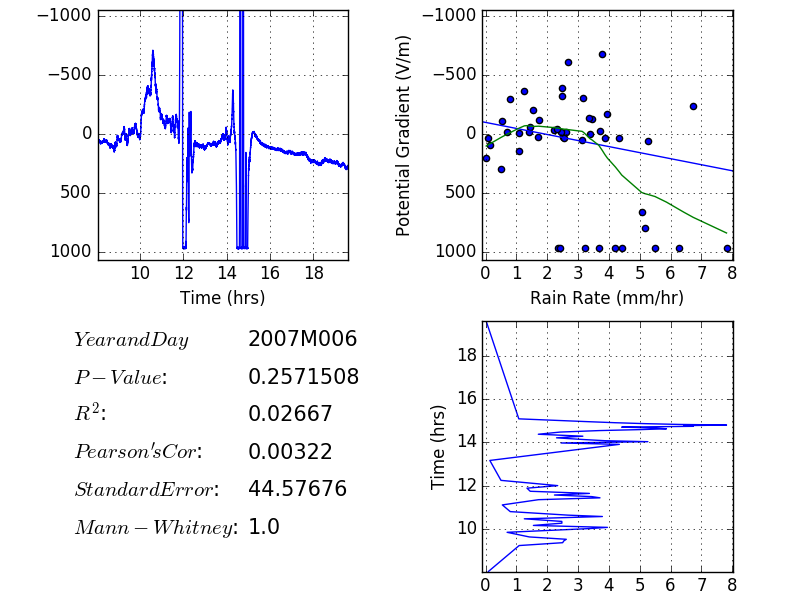 −1000
−500
0
500
1000
10 12 14 16 18
Time (hrs)
Potential Gradient (V/m)
−1000
−500
0
500
1000
0 1 2 3 4 5 6 7 8
Rain Rate (mm/hr)
YearandDay 2007M006
P−Value: 0.2571508
R²: 0.02667
Pearson'sCor: 0.00322
StandardError: 44.57676
Mann−Whitney: 1.0
Time (hrs)
18
16
14
12
10
0 1 2 3 4 5 6 7 8